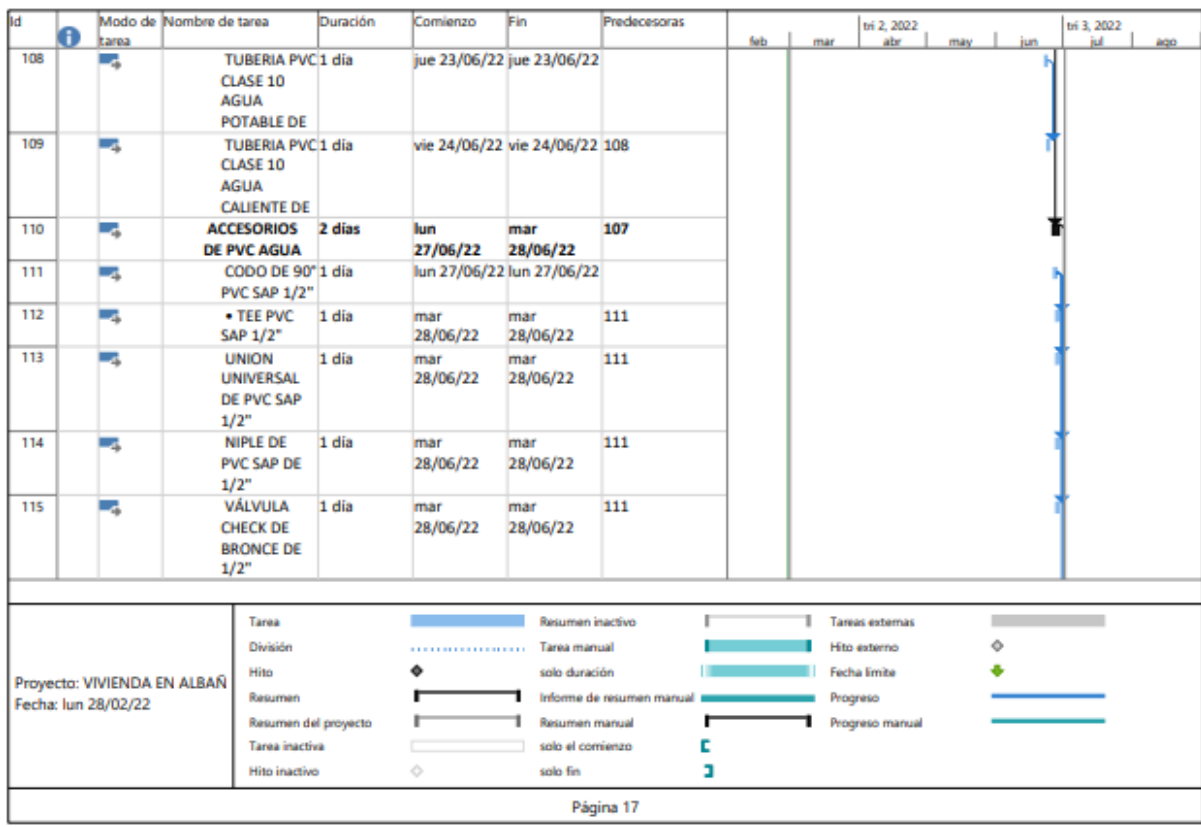 Id
Modo de
tarea
Nombre de tarea
Duración
Comienzo
Fin
Predecesoras
tri 2, 2022
tri 3, 2022
feb mar abr may jun jul ago
108 TUBERIA PVC 1 día jue 23/06/22 jue 23/06/22
CLASE 10
AGUA
POTABLE DE
109 TUBERIA PVC 1 día vie 24/06/22 vie 24/06/22 108
CLASE 10
AGUA
CALIENTE DE
110 ACCESORIOS 2 días lun mar 107
DE PVC AGUA 27/06/22 28/06/22
111 CODO DE 90° 1 día lun 27/06/22 lun 27/06/22
PVC SAP 1/2"
112 • TEE PVC 1 día mar mar 111
SAP 1/2" 28/06/22 28/06/22
113 UNION 1 día mar mar 111
UNIVERSAL 28/06/22 28/06/22
DE PVC SAP
1/2"
114 NIPLE DE 1 día mar mar 111
PVC SAP DE 28/06/22 28/06/22
1/2"
115 VÁLVULA 1 día mar mar 111
CHECK DE 28/06/22 28/06/22
BRONCE DE
1/2"
Proyecto: VIVIENDA EN ALBAÑ
Fecha: lun 28/02/22
Tarea
División
Hito
Resumen
Resumen del proyecto
Tarea inactiva
Hito inactivo
Resumen inactivo
Tarea manual
solo duración
Informe de resumen manual
Resumen manual
solo el comienzo
solo fin
Tareas externas
Hito externo
Fecha límite
Progreso
Progreso manual
Página 17